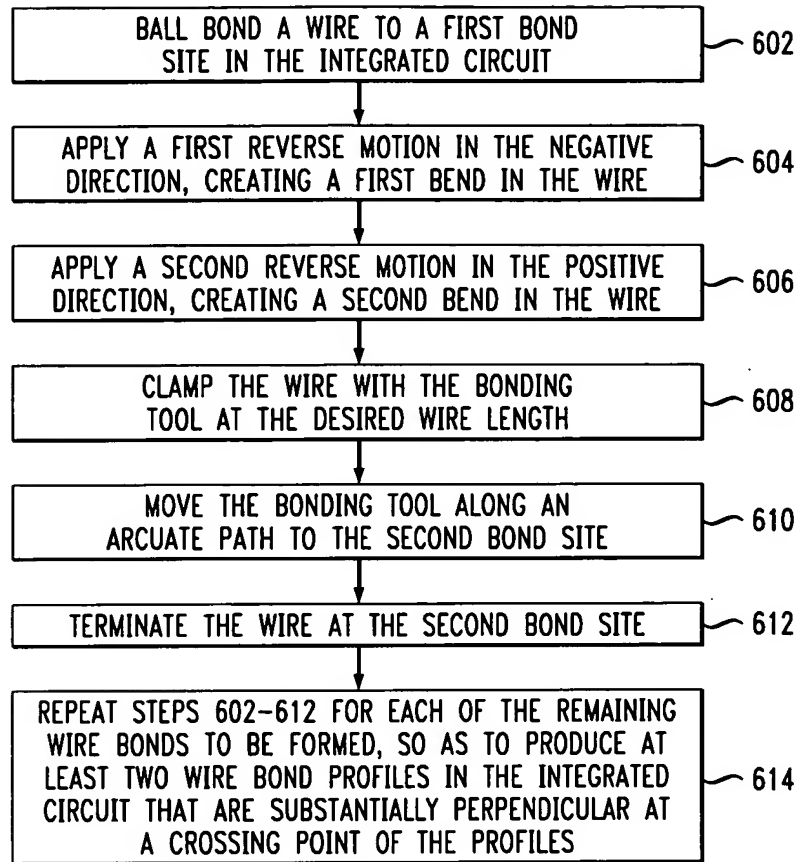 BALL BOND A WIRE TO A FIRST BOND
SITE IN THE INTEGRATED CIRCUIT
602
APPLY A FIRST REVERSE MOTION IN THE NEGATIVE
DIRECTION, CREATING A FIRST BEND IN THE WIRE
604
APPLY A SECOND REVERSE MOTION IN THE POSITIVE
DIRECTION, CREATING A SECOND BEND IN THE WIRE
606
CLAMP THE WIRE WITH THE BONDING
TOOL AT THE DESIRED WIRE LENGTH
608
MOVE THE BONDING TOOL ALONG AN
ARCUATE PATH TO THE SECOND BOND SITE
610
TERMINATE THE WIRE AT THE SECOND BOND SITE
612
REPEAT STEPS 602-612 FOR EACH OF THE REMAINING
WIRE BONDS TO BE FORMED, SO AS TO PRODUCE AT
LEAST TWO WIRE BOND PROFILES IN THE INTEGRATED
CIRCUIT THAT ARE SUBSTANTIALLY PERPENDICULAR AT
A CROSSING POINT OF THE PROFILES
614